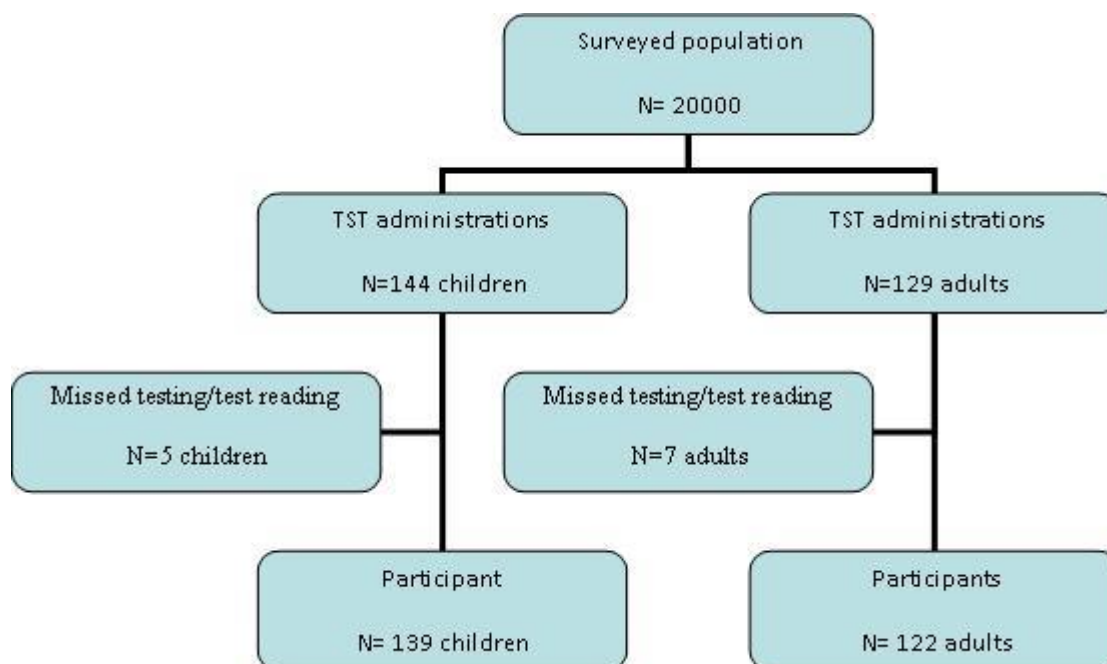 Surveyed population
N= 20000
TST administrations
N=144 children
TST administrations
N=129 adults
Missed testing/test reading
N=5 children
Missed testing/test reading
N=7 adults
Participant
N= 139 children
Participants
N= 122 adults